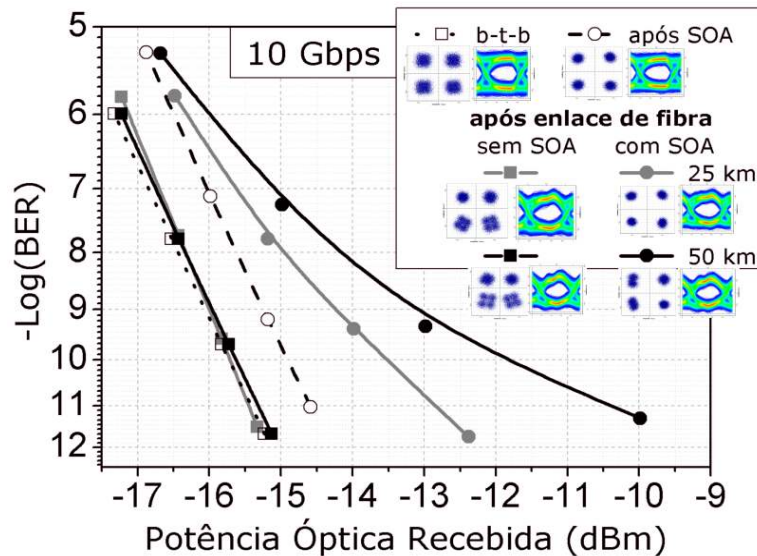 10 Gbps
b-t-b
após SOA
após enlace de fibra
sem SOA
com SOA
25 km
50 km
-Log(BER)
5
6
7
8
9
10
11
12
-17 -16 -15 -14 -13 -12 -11 -10 -9
Potência Óptica Recebida (dBm)